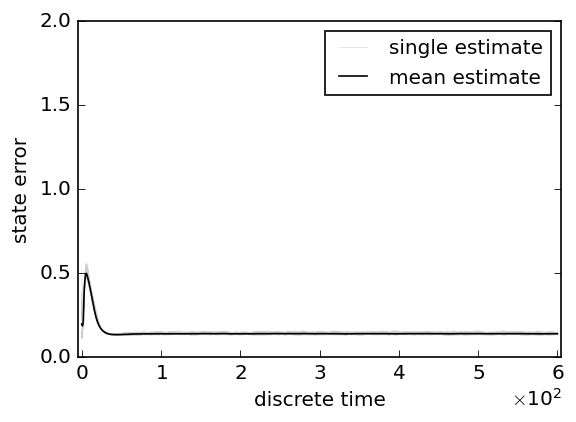 2.0
single estimate
mean estimate
1.5
state error
1.0
0.5
0.0
0 1 2 3 4 5 6
discrete time ×10²